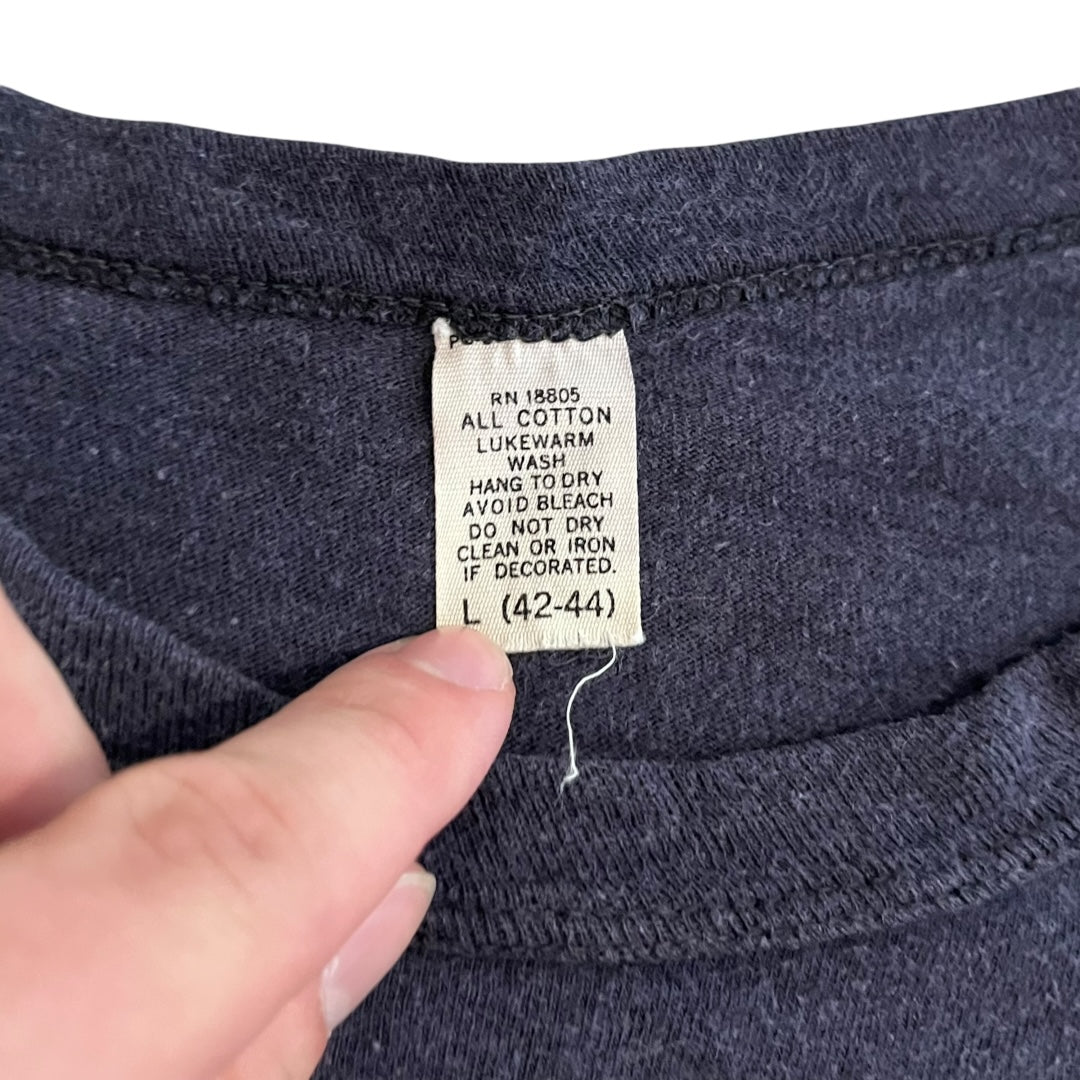 RN 18805
ALL COTTON
LUKEWARM
WASH
HANG TO DRY
AVOID BLEACH
DO NOT DRY
CLEAN OR IRON
IF DECORATED.
L (42-44)